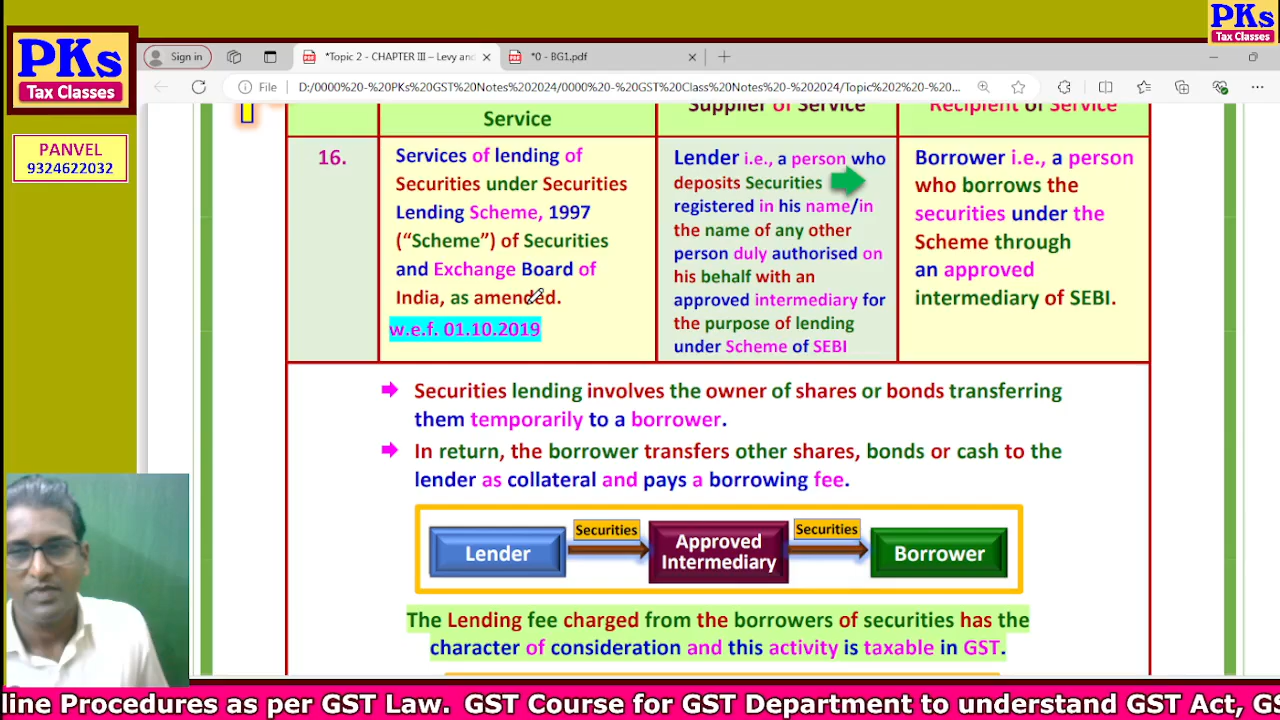 PKs
Tax Classes
PANVEL
9324622032
PKs
Tax Classes
Sign in
*Topic 2 - CHAPTER III – Levy and
*0 - BG1.pdf
File
D:/0000%20-%20PKs%20GST%20Notes%202024/0000%20-%20GST%20Class%20Notes%20-%202024/Topic%202%20-%20...
Service
Supplier of Service
Recipient of Service
16.
Services of lending of
Securities under Securities
Lending Scheme, 1997
(“Scheme”) of Securities
and Exchange Board of
India, as amended.
w.e.f. 01.10.2019
Lender i.e., a person who
deposits Securities
registered in his name/in
the name of any other
person duly authorised on
his behalf with an
approved intermediary for
the purpose of lending
under Scheme of SEBI
Borrower i.e., a person
who borrows the
securities under the
Scheme through
an approved
intermediary of SEBI.
Securities lending involves the owner of shares or bonds transferring
them temporarily to a borrower.
In return, the borrower transfers other shares, bonds or cash to the
lender as collateral and pays a borrowing fee.
Lender
Securities
Approved
Intermediary
Securities
Borrower
The Lending fee charged from the borrowers of securities has the
character of consideration and this activity is taxable in GST.
line Procedures as per GST Law. GST Course for GST Department to understand GST Act, GS